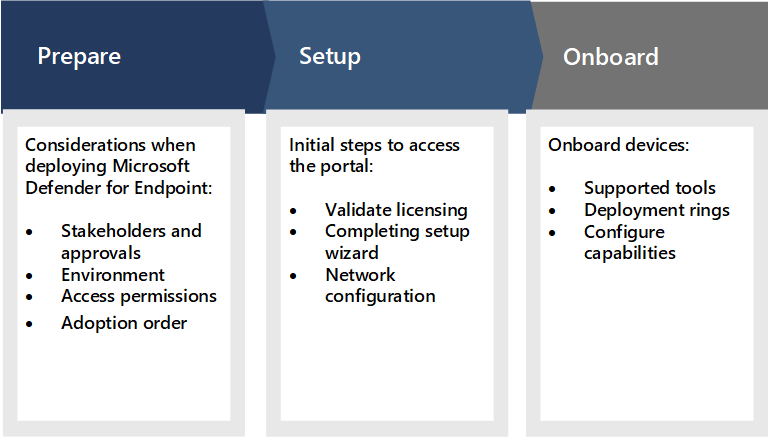 Prepare
Setup
Onboard
Considerations when
deploying Microsoft
Defender for Endpoint:
• Stakeholders and
approvals
• Environment
• Access permissions
• Adoption order
Initial steps to access
the portal:
• Validate licensing
• Completing setup
wizard
• Network
configuration
Onboard devices:
• Supported tools
• Deployment rings
• Configure
capabilities